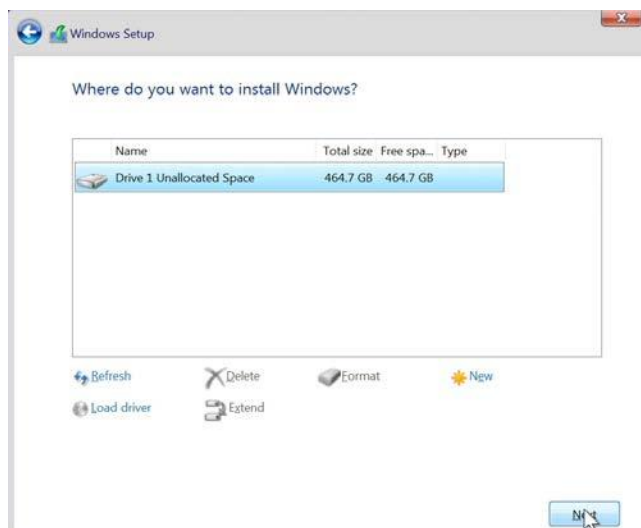 Windows Setup
Where do you want to install Windows?
Name Total size Free spa... Type
Drive 1 Unallocated Space 464.7 GB 464.7 GB
Refresh Delete Format New
Load driver Extend
Next